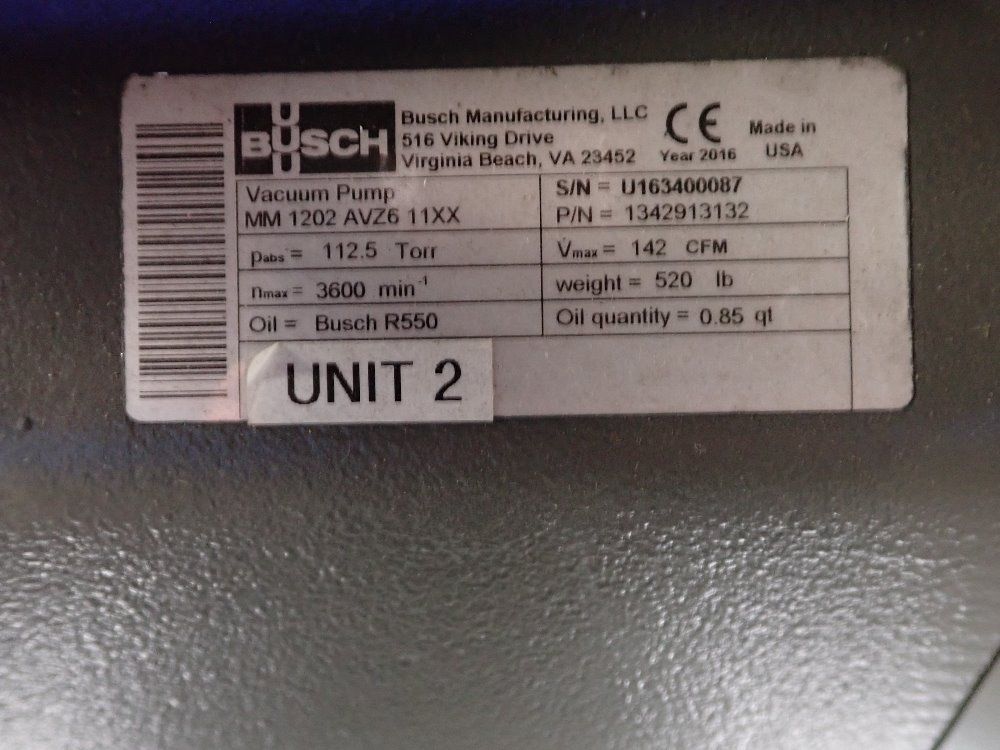 BUSCH
Busch Manufacturing, LLC
516 Viking Drive
Virginia Beach, VA 23452
CE
Year 2016
Made in
USA
Vacuum Pump
MM 1202 AVZ6 11XX
S/N = U163400087
P/N = 1342913132
pabs = 112.5 Torr
V̇max = 142 CFM
nmax = 3600 min⁻¹
weight = 520 lb
Oil = Busch R550
Oil quantity = 0.85 qt
UNIT 2